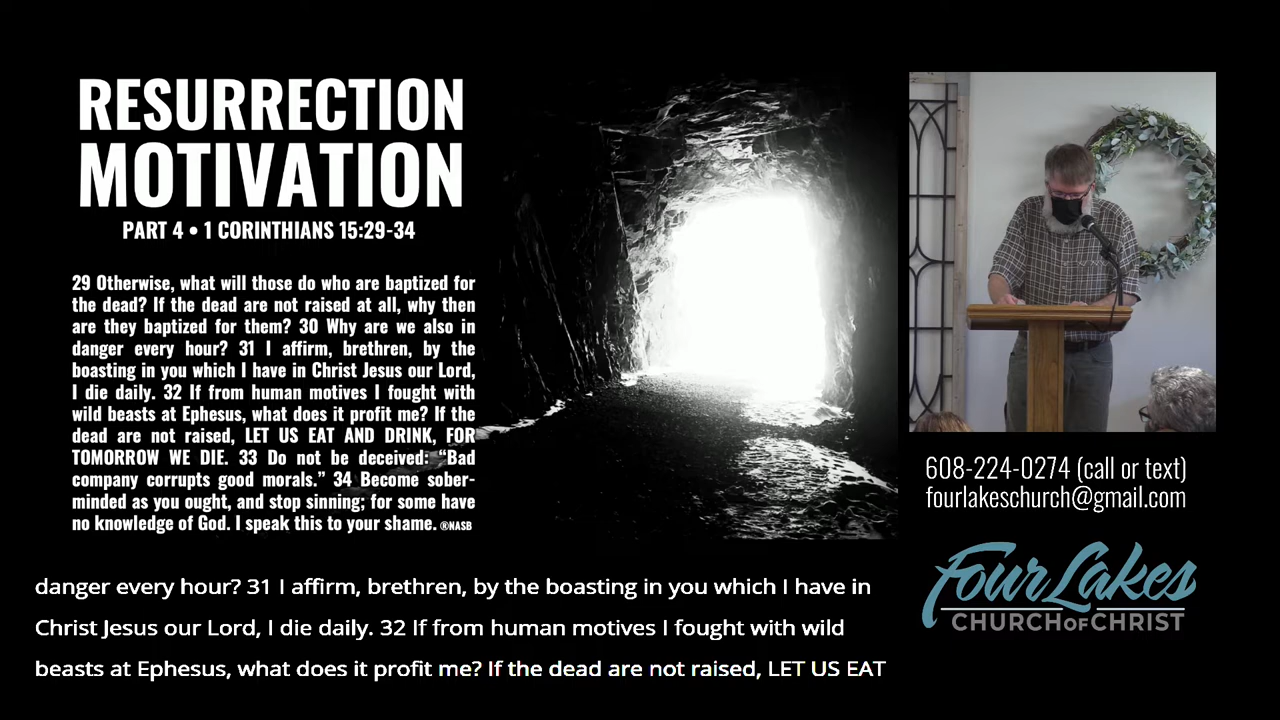 RESURRECTION
MOTIVATION
PART 4 • 1 CORINTHIANS 15:29-34
29 Otherwise, what will those do who are baptized for
the dead? If the dead are not raised at all, why then
are they baptized for them? 30 Why are we also in
danger every hour? 31 I affirm, brethren, by the
boasting in you which I have in Christ Jesus our Lord,
I die daily. 32 If from human motives I fought with
wild beasts at Ephesus, what does it profit me? If the
dead are not raised, LET US EAT AND DRINK, FOR
TOMORROW WE DIE. 33 Do not be deceived: “Bad
company corrupts good morals.” 34 Become sober-
minded as you ought, and stop sinning; for some have
no knowledge of God. I speak this to your shame. ®NASB
danger every hour? 31 I affirm, brethren, by the boasting in you which I have in
Christ Jesus our Lord, I die daily. 32 If from human motives I fought with wild
beasts at Ephesus, what does it profit me? If the dead are not raised, LET US EAT
608-224-0274 (call or text)
fourlakeschurch@gmail.com
Four Lakes
CHURCH OF CHRIST